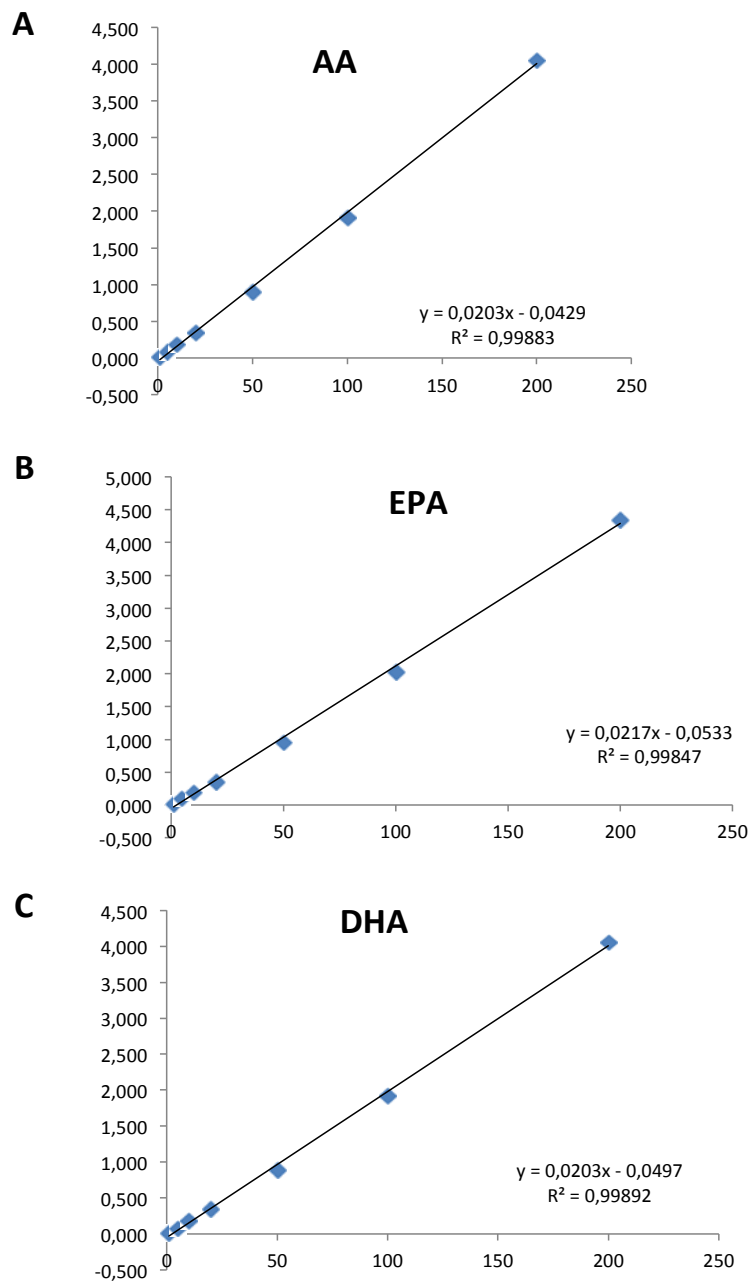 A
AA
4,500
4,000
3,500
3,000
2,500
2,000
1,500
1,000
0,500
0,000
-0,500
0 50 100 150 200 250
y = 0,0203x - 0,0429
R² = 0,99883
B
EPA
5,000
4,500
4,000
3,500
3,000
2,500
2,000
1,500
1,000
0,500
0,000
-0,500
0 50 100 150 200 250
y = 0,0217x - 0,0533
R² = 0,99847
C
DHA
4,500
4,000
3,500
3,000
2,500
2,000
1,500
1,000
0,500
0,000
-0,500
0 50 100 150 200 250
y = 0,0203x - 0,0497
R² = 0,99892